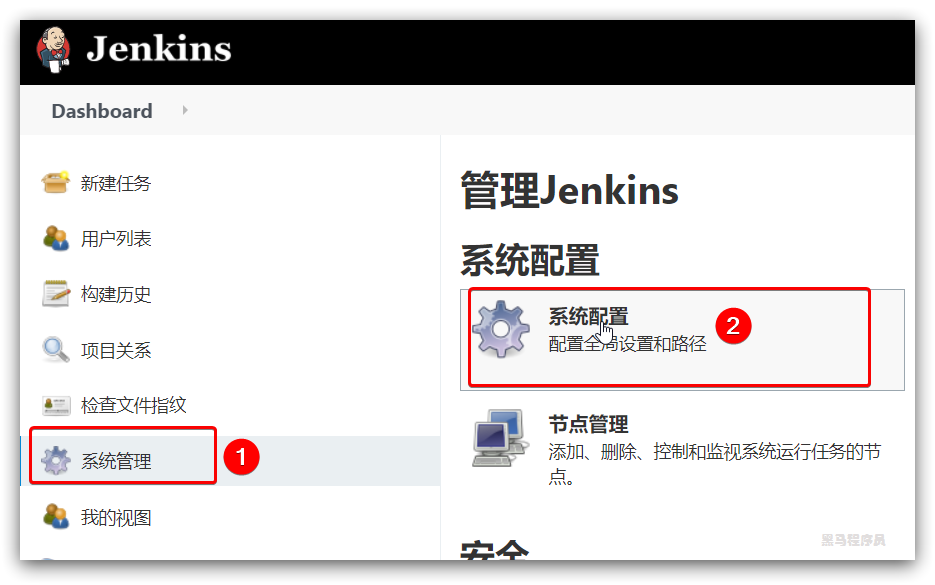 Jenkins
Dashboard
新建任务
用户列表
构建历史
项目关系
检查文件指纹
系统管理
1
我的视图
管理Jenkins
系统配置
系统配置
2
配置全局设置和路径
节点管理
添加、删除、控制和监视系统运行任务的节
点。
安全
黑马程序员